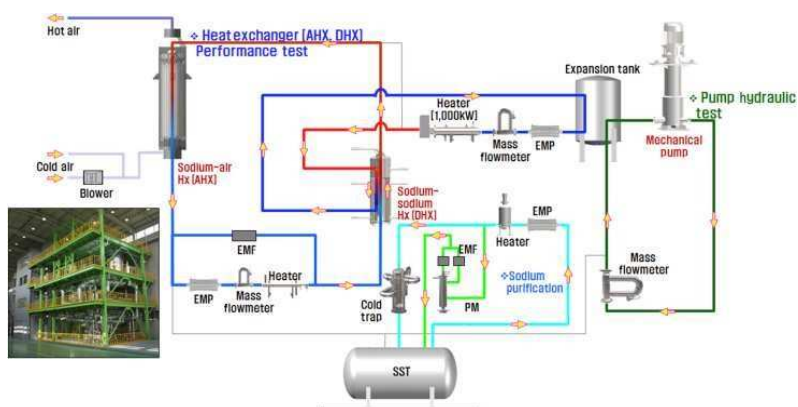 Hot air
❖ Heat exchanger [AHX, DHX]
Performance test
Expansion tank
Heater
[1,000kW]
Mass
flowmeter
EMP
❖ Pump hydraulic
test
Mechanical
pump
Cold air
Blower
Sodium-air
Hx [AHX]
Sodium-
sodium
Hx [DHX]
EMF
EMP
Mass
flowmeter
Heater
Cold
trap
EMF
PM
Heater
EMP
❖Sodium
purification
Mass
flowmeter
SST